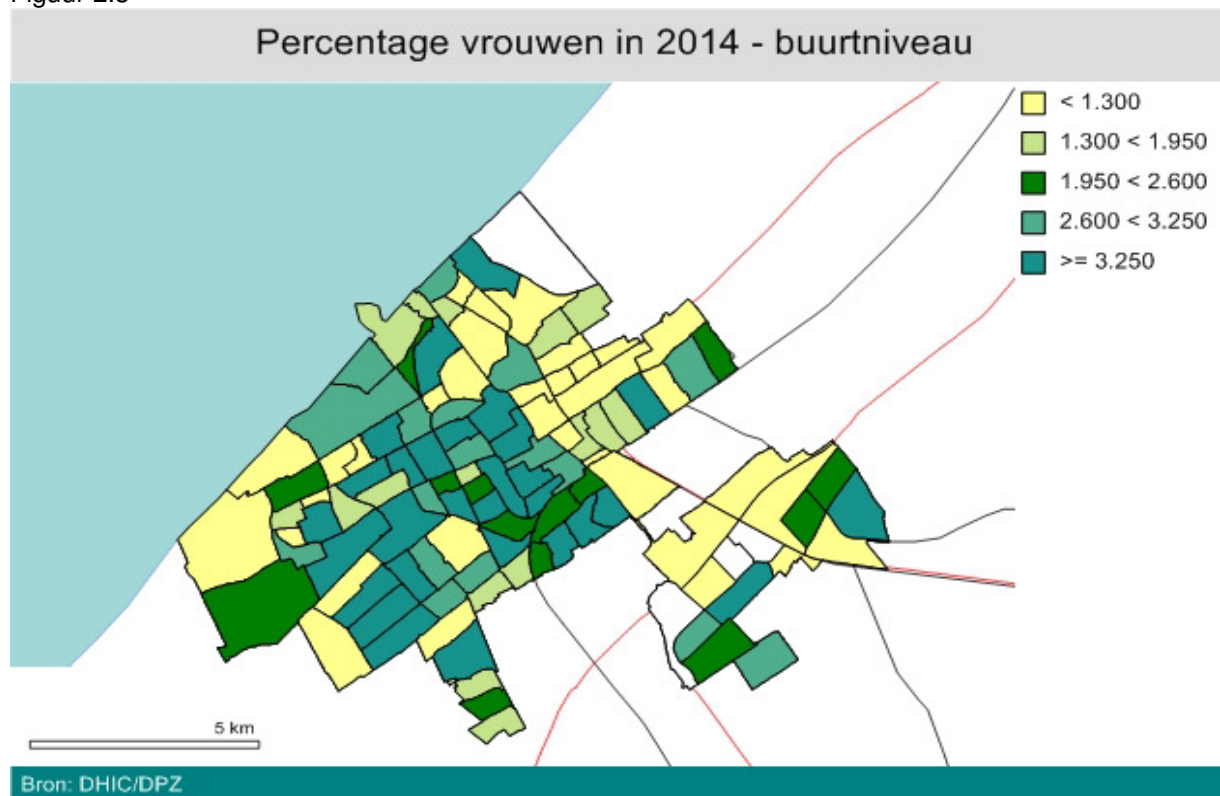 Percentage vrouwen in 2014 - buurtniveau
< 1.300
1.300 < 1.950
1.950 < 2.600
2.600 < 3.250
>= 3.250
5 km
Bron: DHIC/DPZ